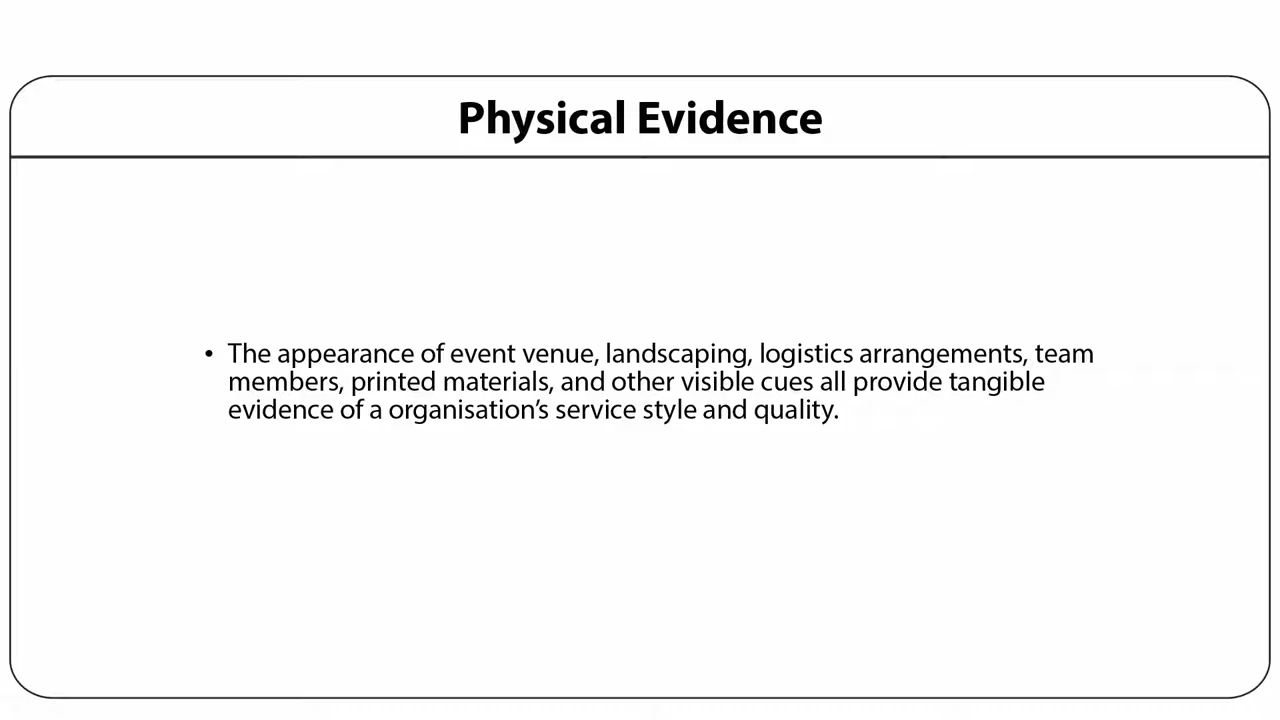 Physical Evidence
• The appearance of event venue, landscaping, logistics arrangements, team
members, printed materials, and other visible cues all provide tangible
evidence of a organisation’s service style and quality.